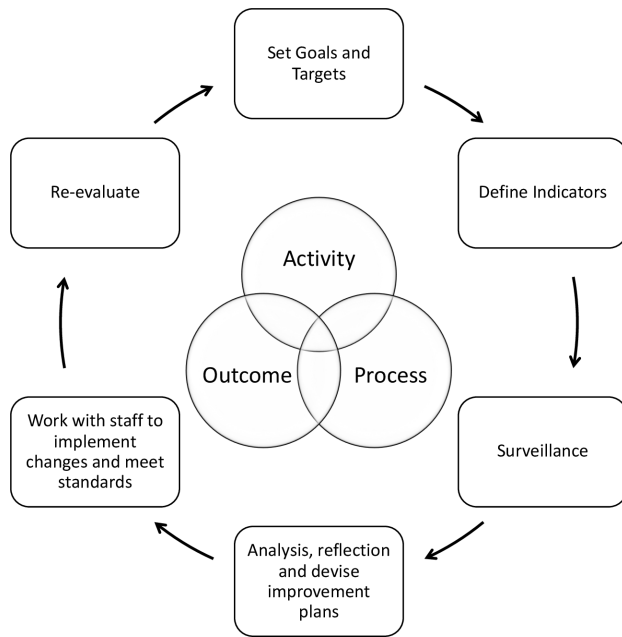 Set Goals and
Targets
Re-evaluate
Define Indicators
Activity
Outcome
Process
Work with staff to
implement
changes and meet
standards
Surveillance
Analysis, reflection
and devise
improvement
plans